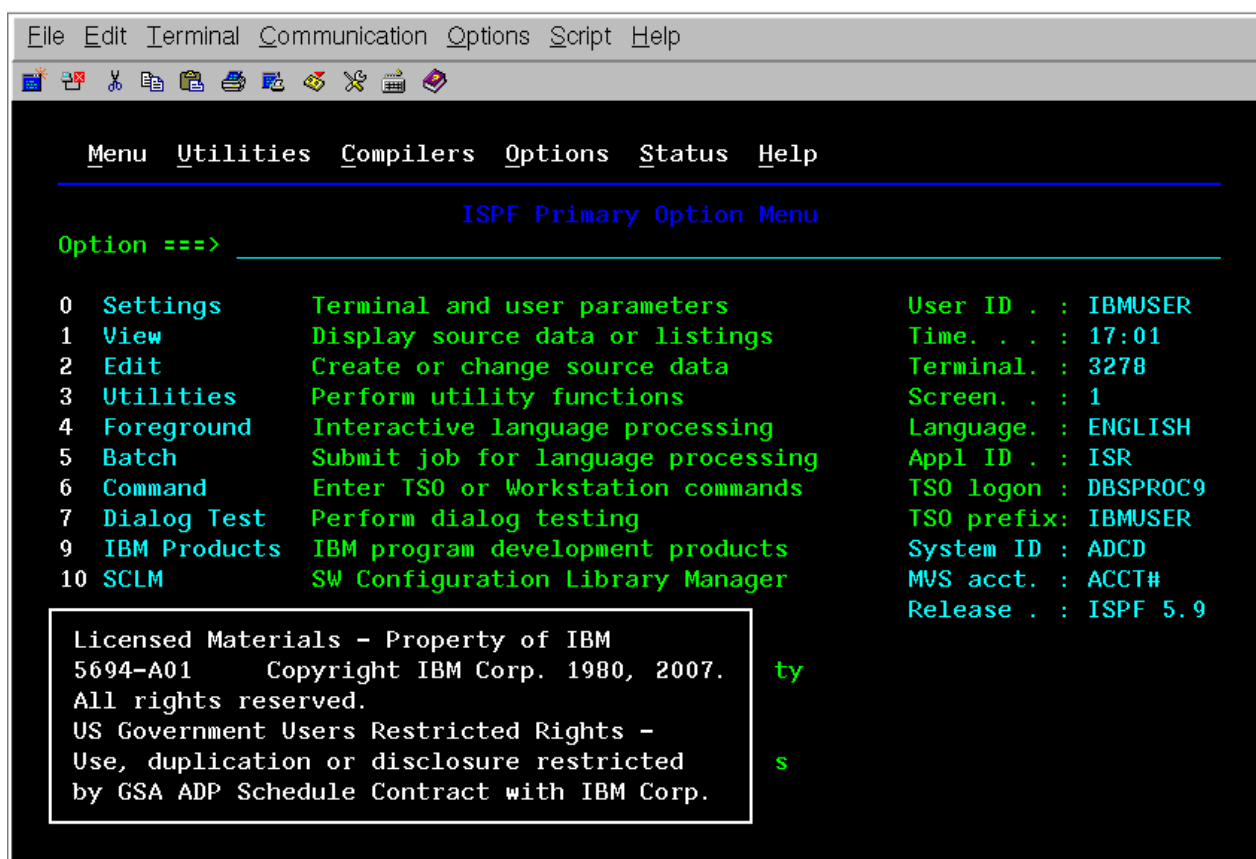 File Edit Terminal Communication Options Script Help
Menu Utilities Compilers Options Status Help
ISPF Primary Option Menu
Option ===>
0 Settings Terminal and user parameters User ID . : IBMUSER
1 View Display source data or listings Time. . . : 17:01
2 Edit Create or change source data Terminal. : 3278
3 Utilities Perform utility functions Screen. . : 1
4 Foreground Interactive language processing Language. : ENGLISH
5 Batch Submit job for language processing Appl ID . : ISR
6 Command Enter TSO or Workstation commands TSO logon : DBSPROC9
7 Dialog Test Perform dialog testing TSO prefix: IBMUSER
9 IBM Products IBM program development products System ID : ADCD
10 SCLM SW Configuration Library Manager MVS acct. : ACCT#
Release . : ISPF 5.9
Licensed Materials - Property of IBM
5694-A01 Copyright IBM Corp. 1980, 2007. ty
All rights reserved.
US Government Users Restricted Rights -
Use, duplication or disclosure restricted s
by GSA ADP Schedule Contract with IBM Corp.